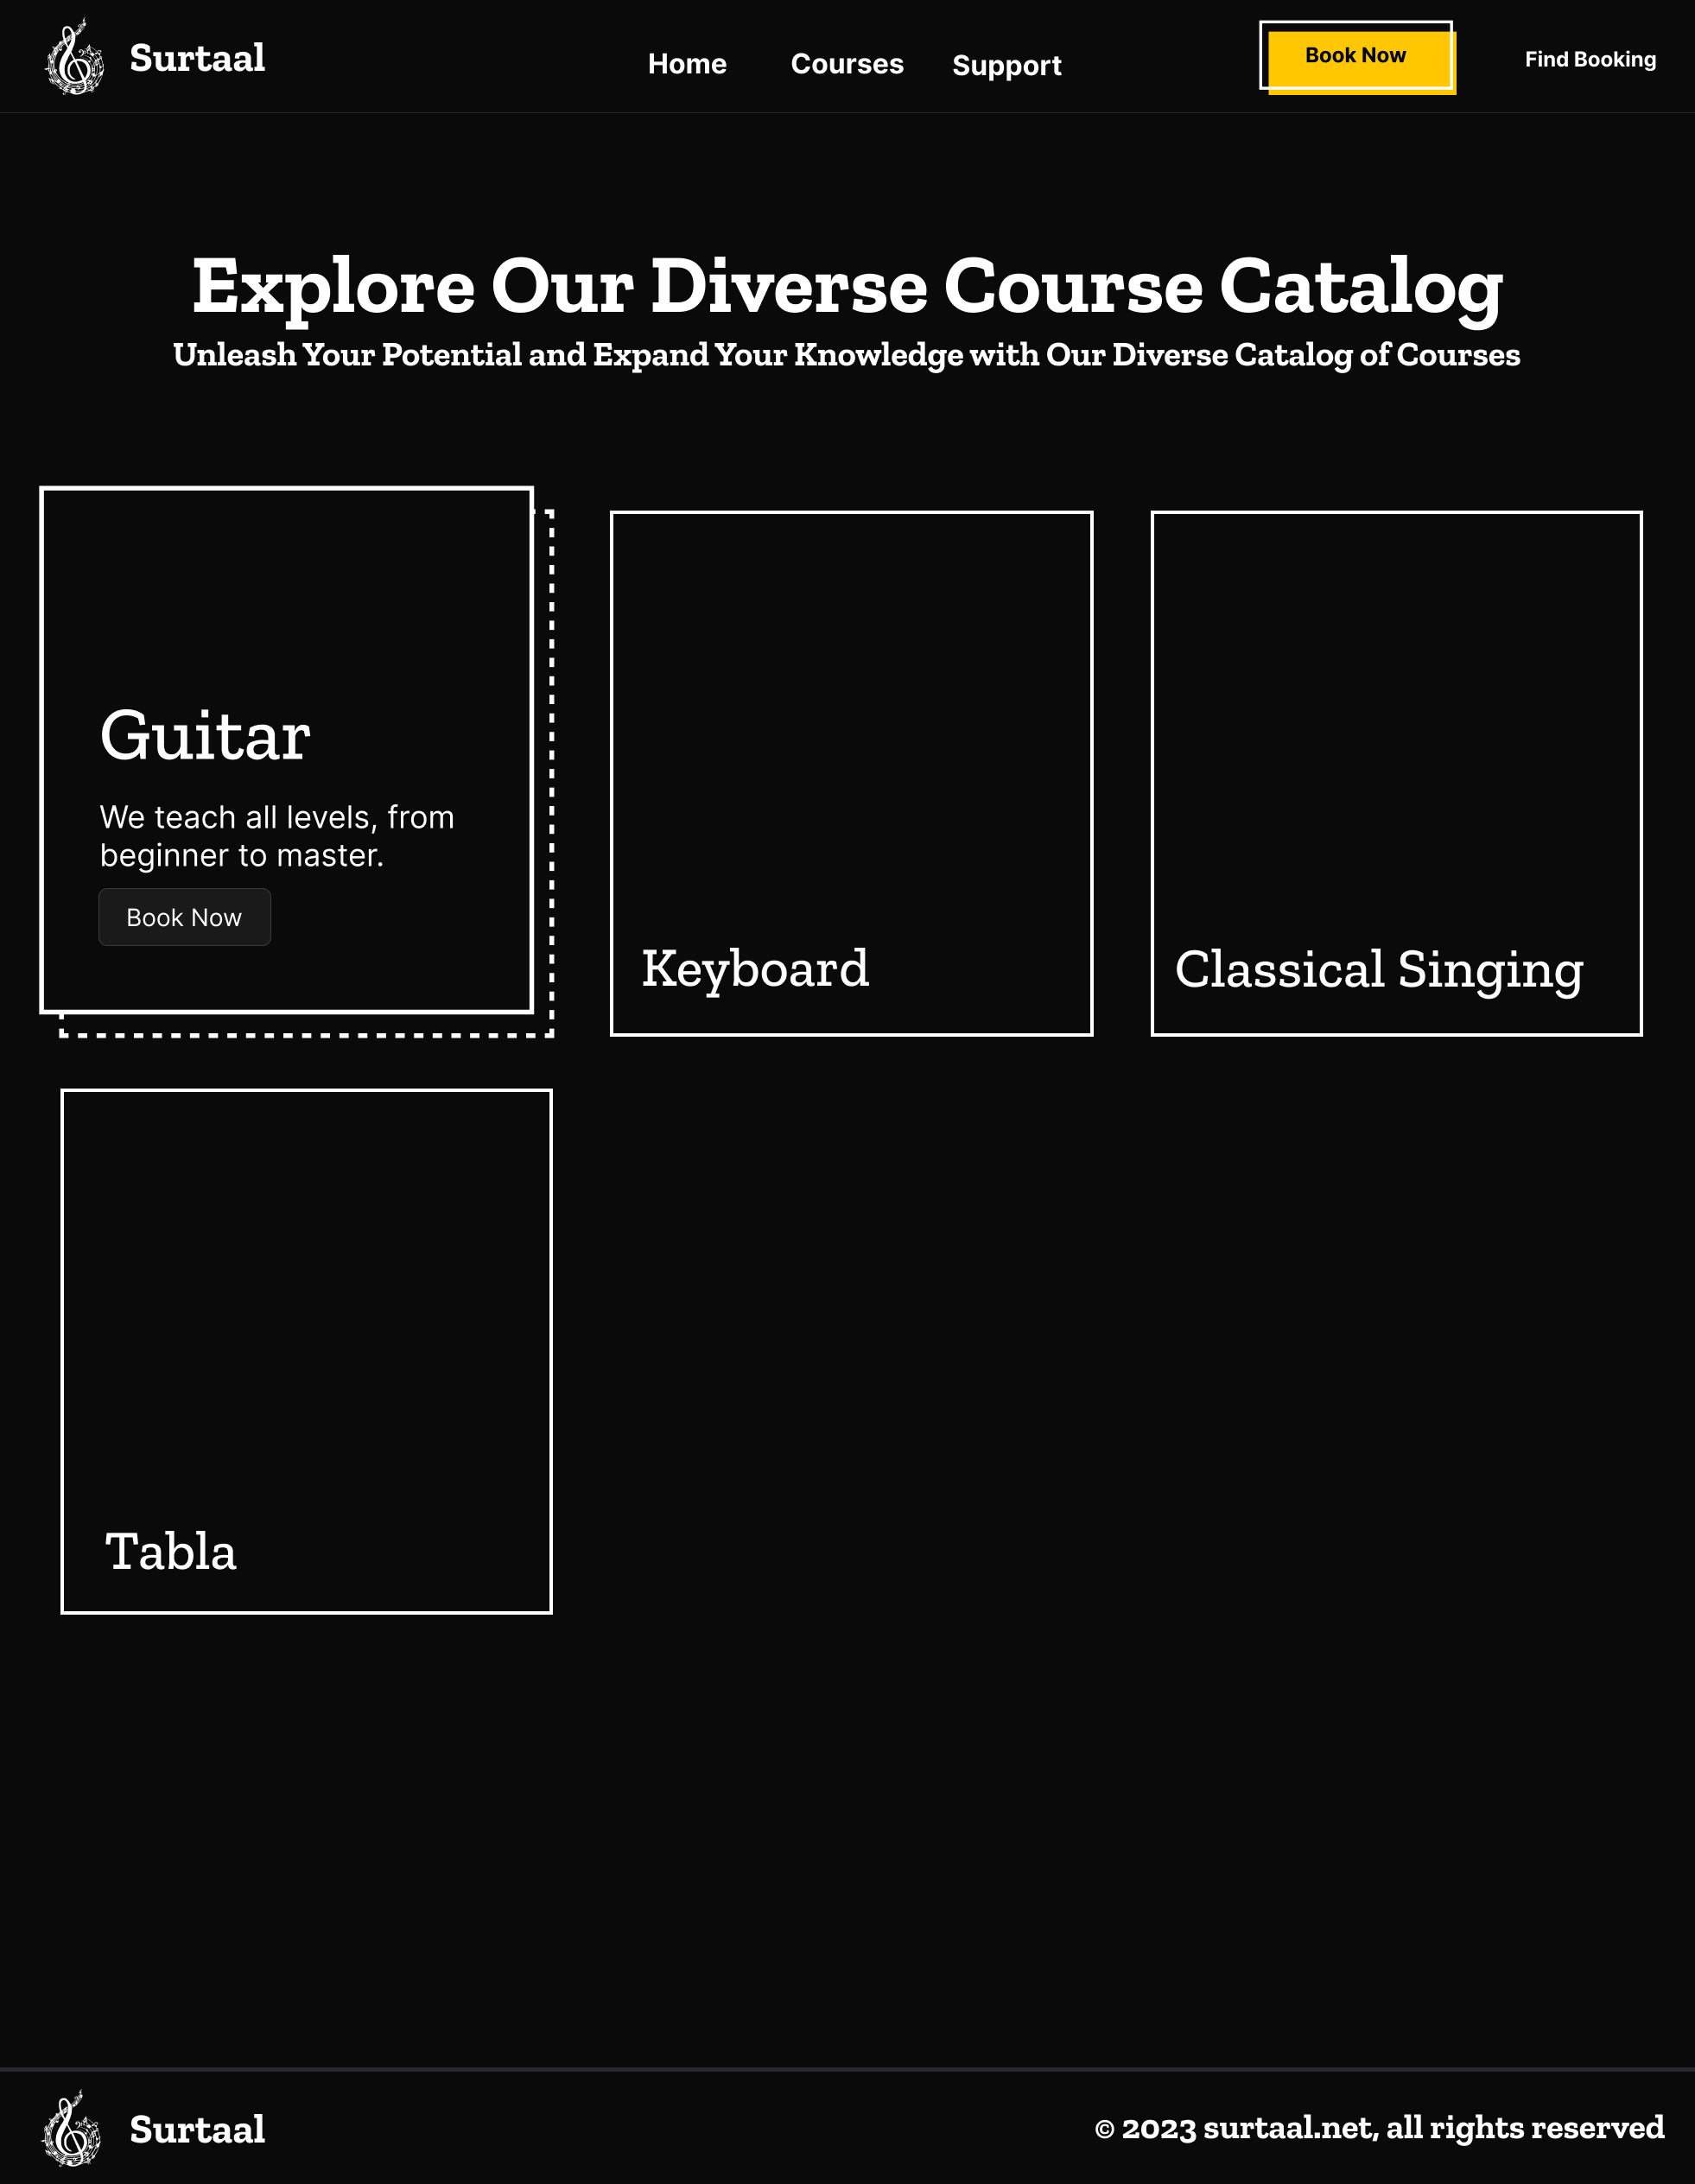 Surtaal
Home
Courses
Support
Book Now
Find Booking
Explore Our Diverse Course Catalog
Unleash Your Potential and Expand Your Knowledge with Our Diverse Catalog of Courses
Guitar
We teach all levels, from
beginner to master.
Book Now
Keyboard
Classical Singing
Tabla
Surtaal
© 2023 surtaal.net, all rights reserved